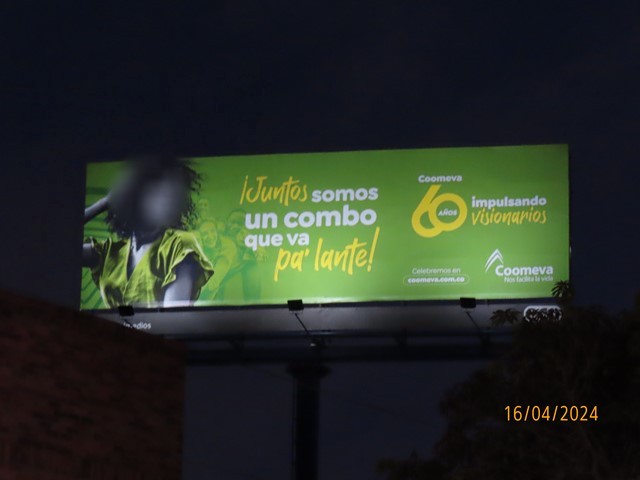 ¡Juntos somos
un combo
que va
pa' lante!
Coomeva
60
AÑOS
impulsando
visionarios
Celebremos en
coomeva.com.co
Coomeva
Nos facilita la vida
16/04/2024